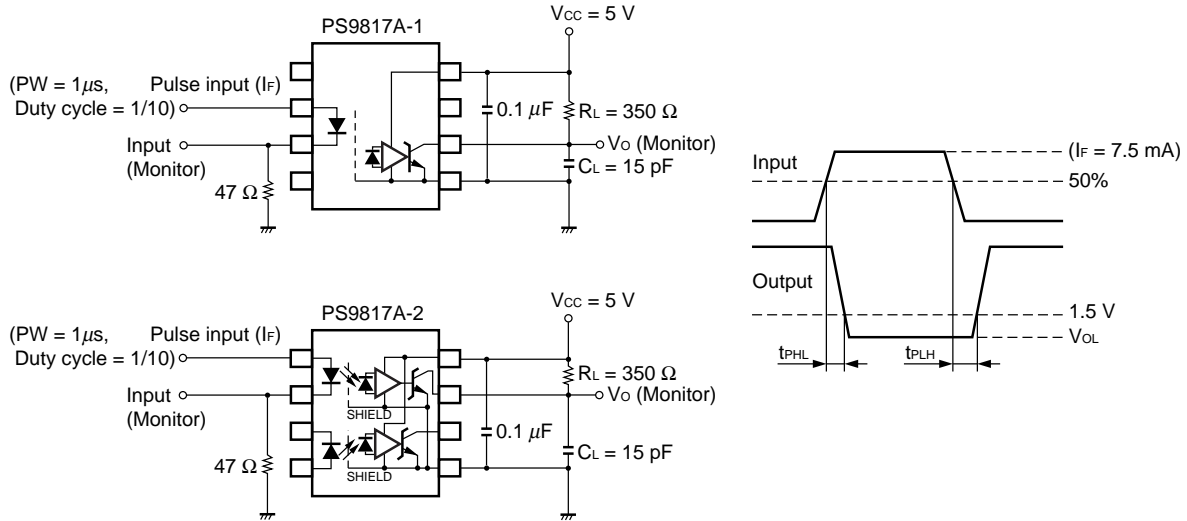 PS9817A-1
VCC = 5 V
(PW = 1μs, Pulse input (IF)
Duty cycle = 1/10)
Input
(Monitor)
47 Ω
0.1 μF
RL = 350 Ω
VO (Monitor)
CL = 15 pF
PS9817A-2
VCC = 5 V
(PW = 1μs, Pulse input (IF)
Duty cycle = 1/10)
Input
(Monitor)
47 Ω
SHIELD
SHIELD
0.1 μF
RL = 350 Ω
VO (Monitor)
CL = 15 pF
Input
(IF = 7.5 mA)
50%
Output
1.5 V
VOL
tPHL
tPLH